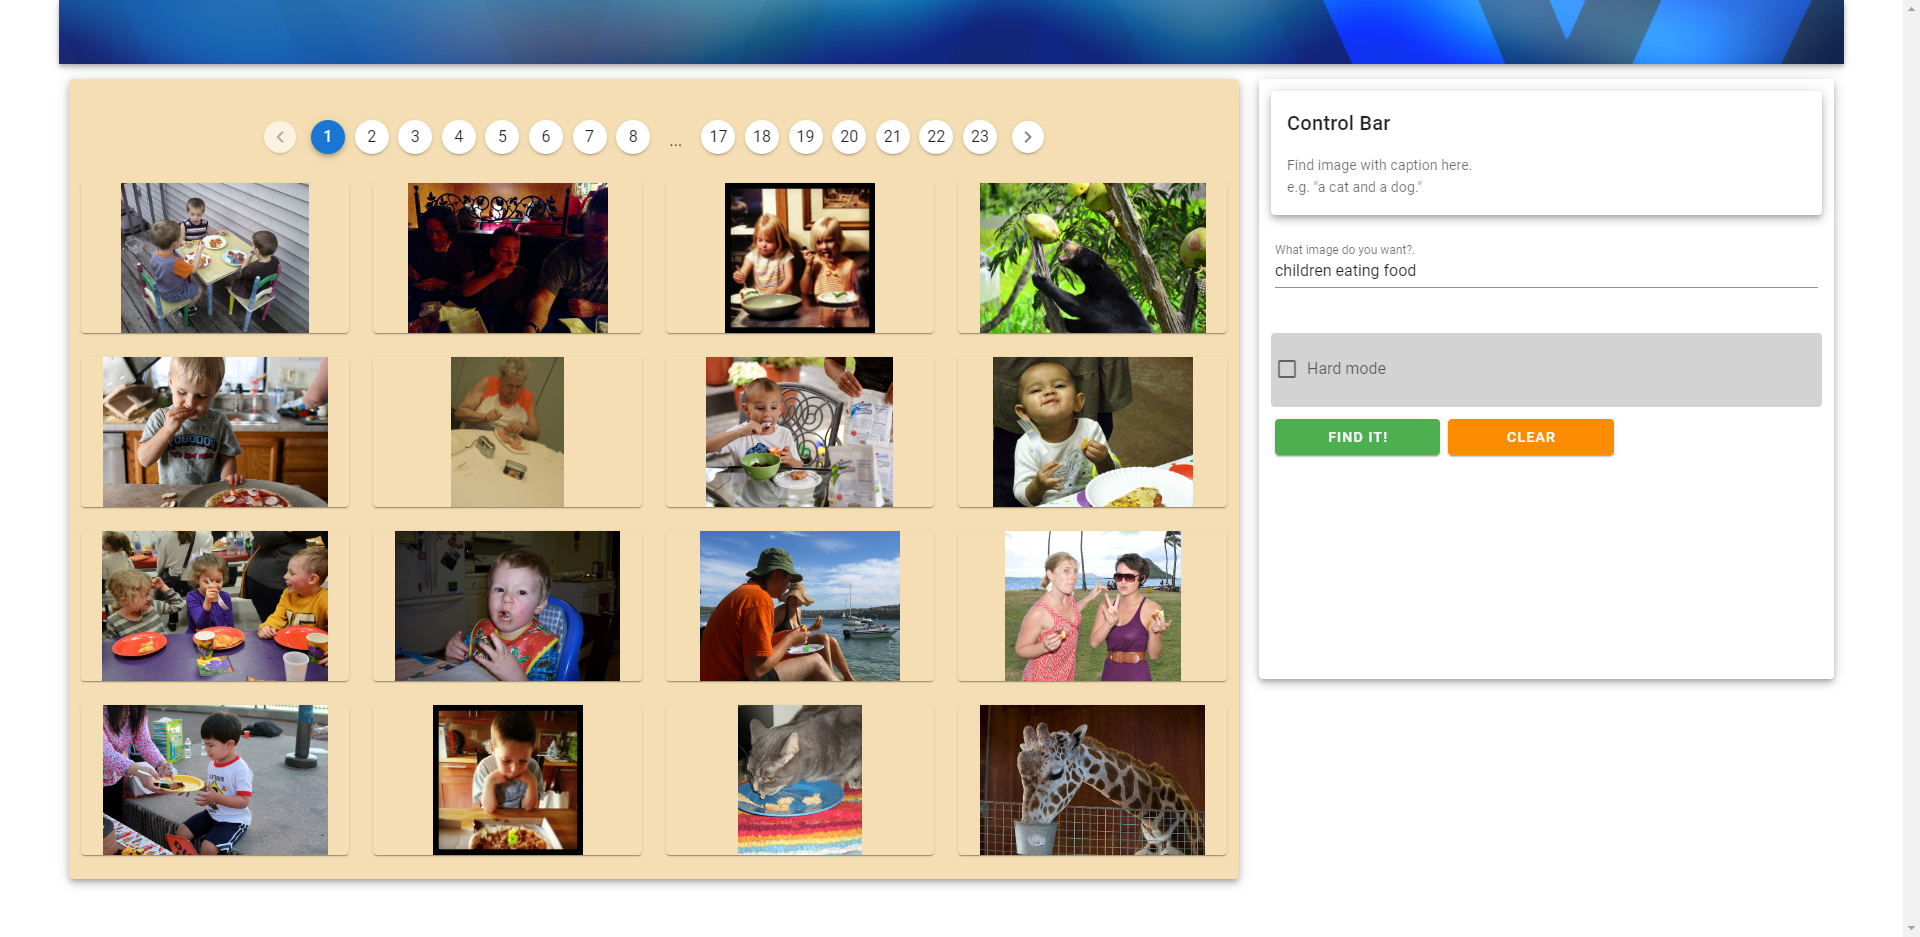 1 2 3 4 5 6 7 8 ... 17 18 19 20 21 22 23
Control Bar
Find image with caption here.
e.g. "a cat and a dog."
What image do you want?.
children eating food
Hard mode
FIND IT!
CLEAR